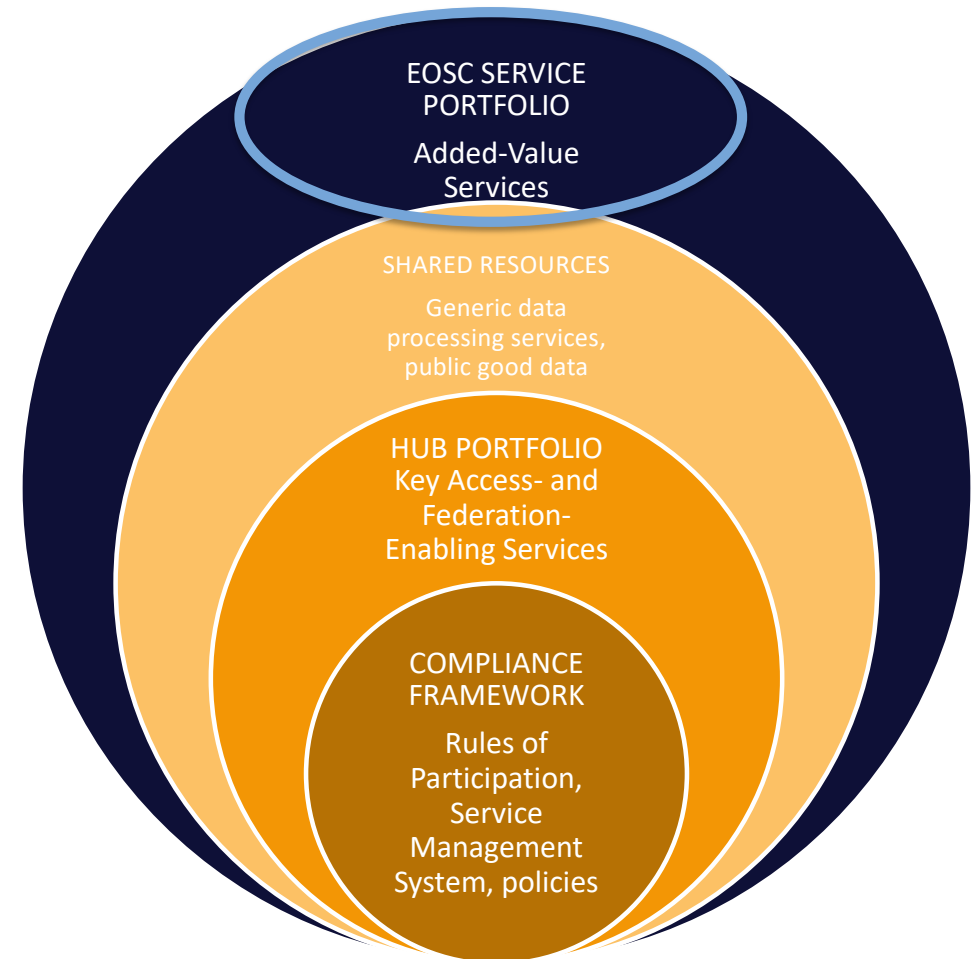 EOSC SERVICE
PORTFOLIO
Added-Value
Services
SHARED RESOURCES
Generic data
processing services,
public good data
HUB PORTFOLIO
Key Access- and
Federation-
Enabling Services
COMPLIANCE
FRAMEWORK
Rules of
Participation,
Service
Management
System, policies